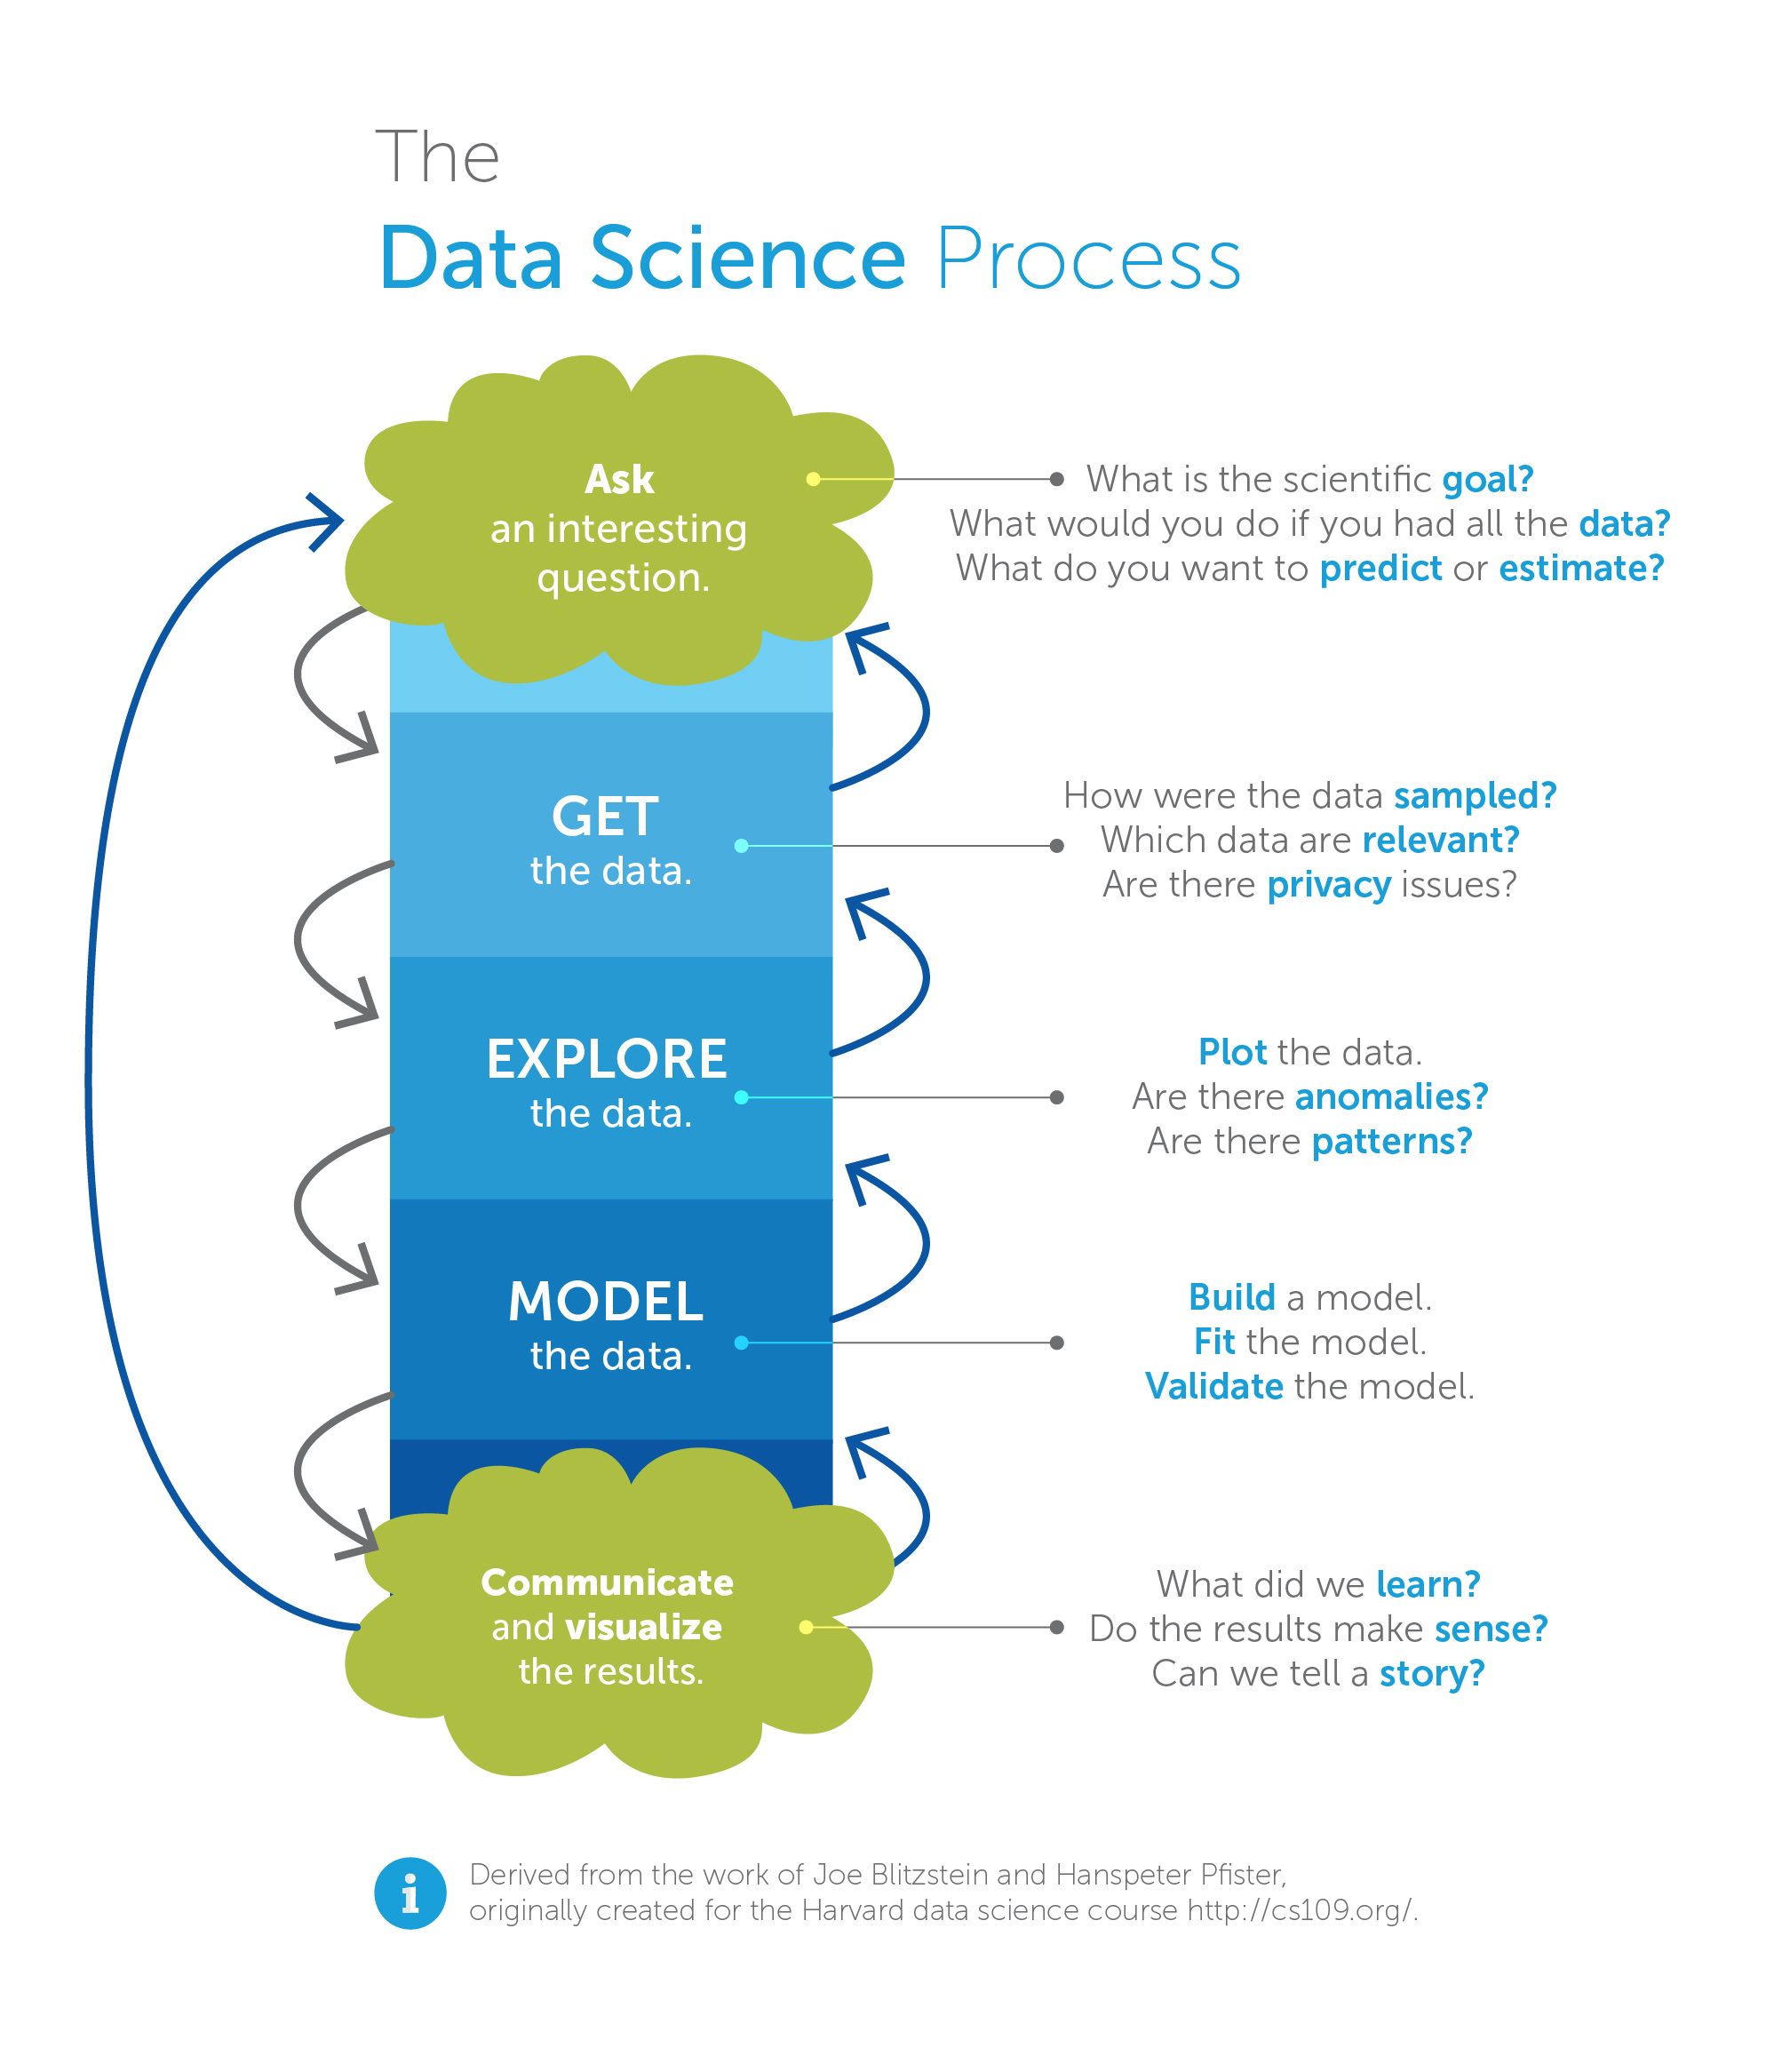 The
Data Science Process
Ask
an interesting
question.
What is the scientific goal?
What would you do if you had all the data?
What do you want to predict or estimate?
GET
the data.
How were the data sampled?
Which data are relevant?
Are there privacy issues?
EXPLORE
the data.
Plot the data.
Are there anomalies?
Are there patterns?
MODEL
the data.
Build a model.
Fit the model.
Validate the model.
Communicate
and visualize
the results.
What did we learn?
Do the results make sense?
Can we tell a story?
i
Derived from the work of Joe Blitzstein and Hanspeter Pfister,
originally created for the Harvard data science course http://cs109.org/.